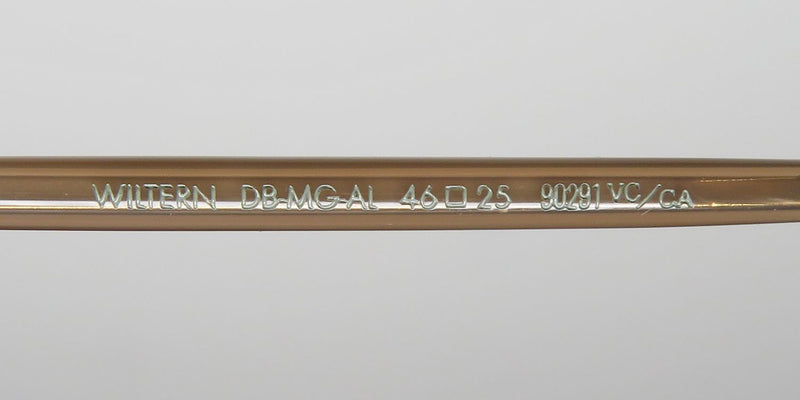 WILTERN DB-MG-AL 46□25 90291 VC/CA